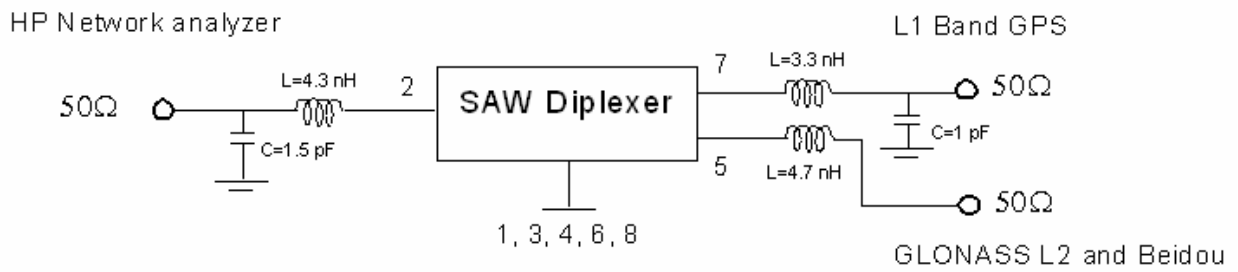 HP Network analyzer
L1 Band GPS
L=4.3 nH
2
SAW Diplexer
7
L=3.3 nH
50Ω
50Ω
C=1.5 pF
C=1 pF
5
L=4.7 nH
50Ω
1, 3, 4, 6, 8
GLONASS L2 and Beidou